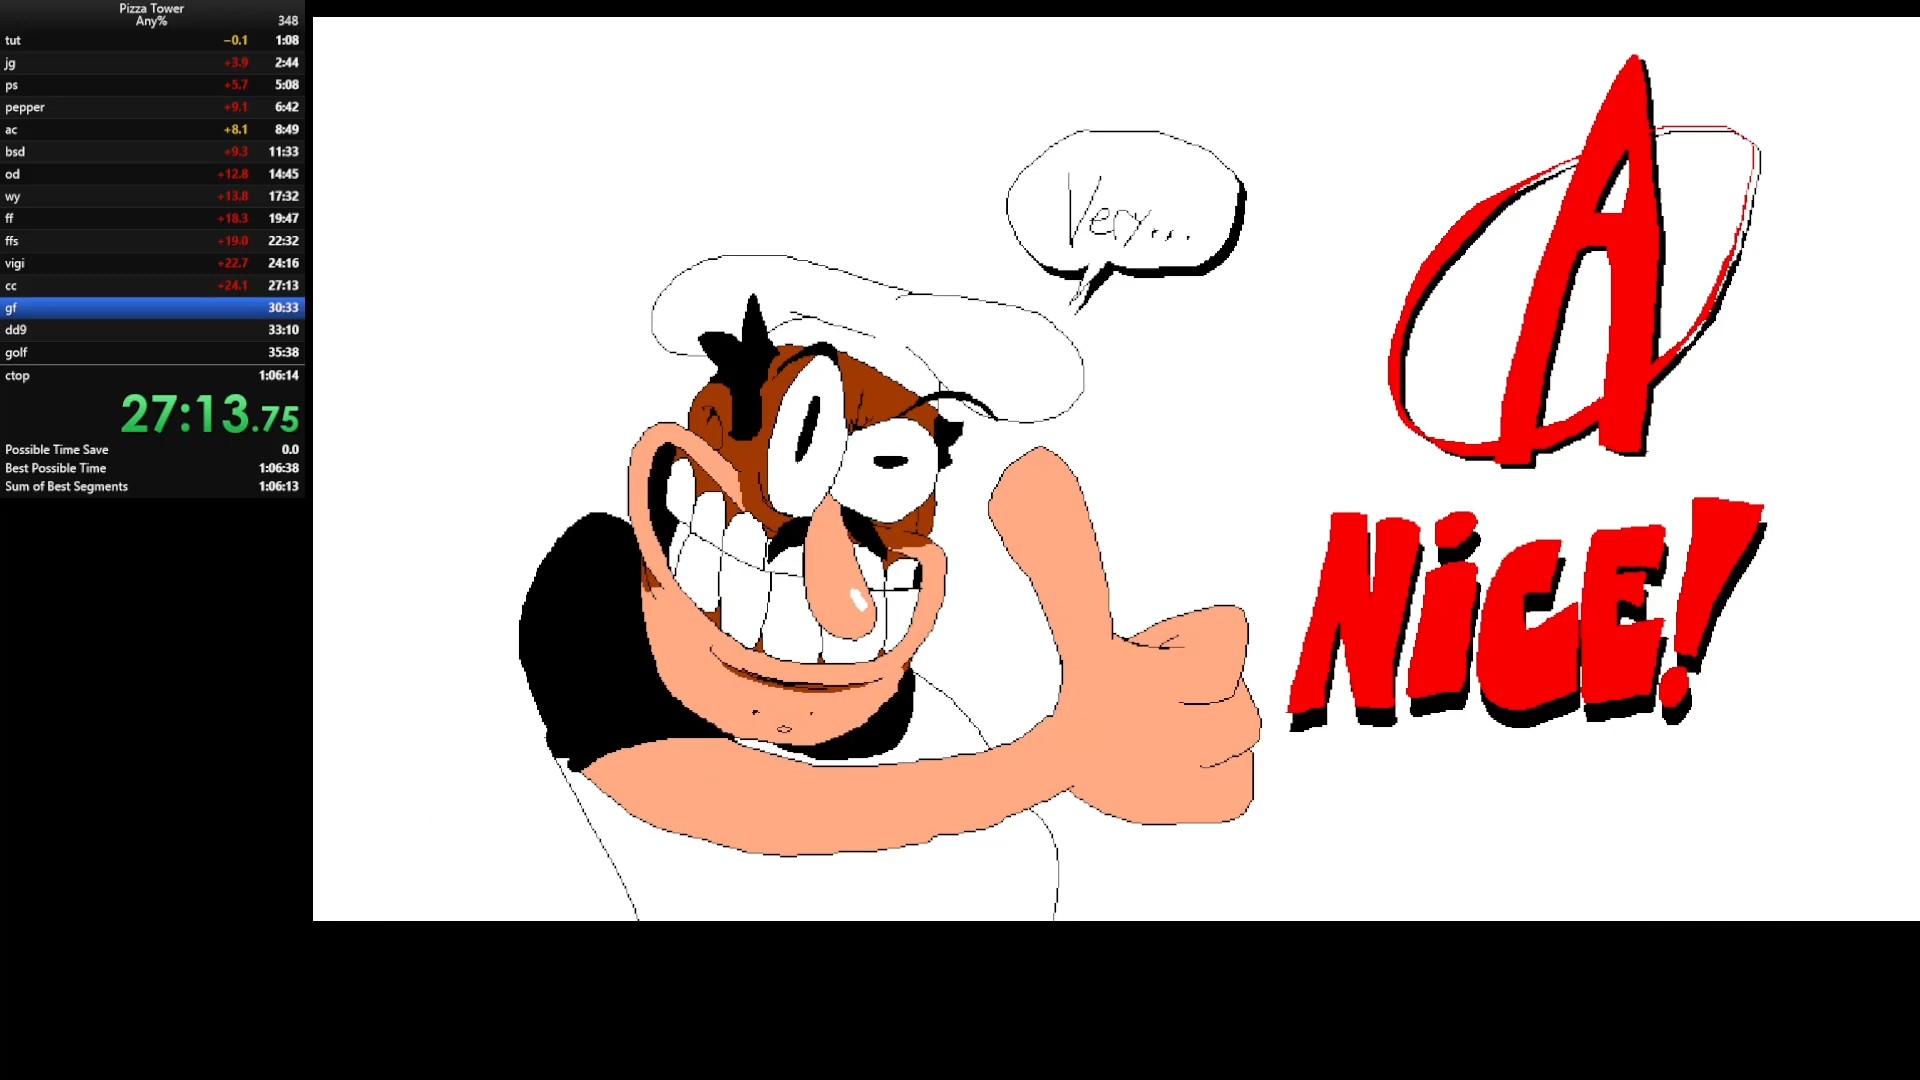 Pizza Tower
Any%
348
tut −0.1 1:08
jg +3.9 2:44
ps +5.7 5:08
pepper +9.1 6:42
ac +8.1 8:49
bsd +9.3 11:33
od +12.8 14:45
wy +13.8 17:32
ff +18.3 19:47
ffs +19.0 22:32
vigi +22.7 24:16
cc +24.1 27:13
gf 30:33
dd9 33:10
golf 35:38
ctop 1:06:14
27:13.75
Possible Time Save 0.0
Best Possible Time 1:06:38
Sum of Best Segments 1:06:13
Very...
A
NiCE!